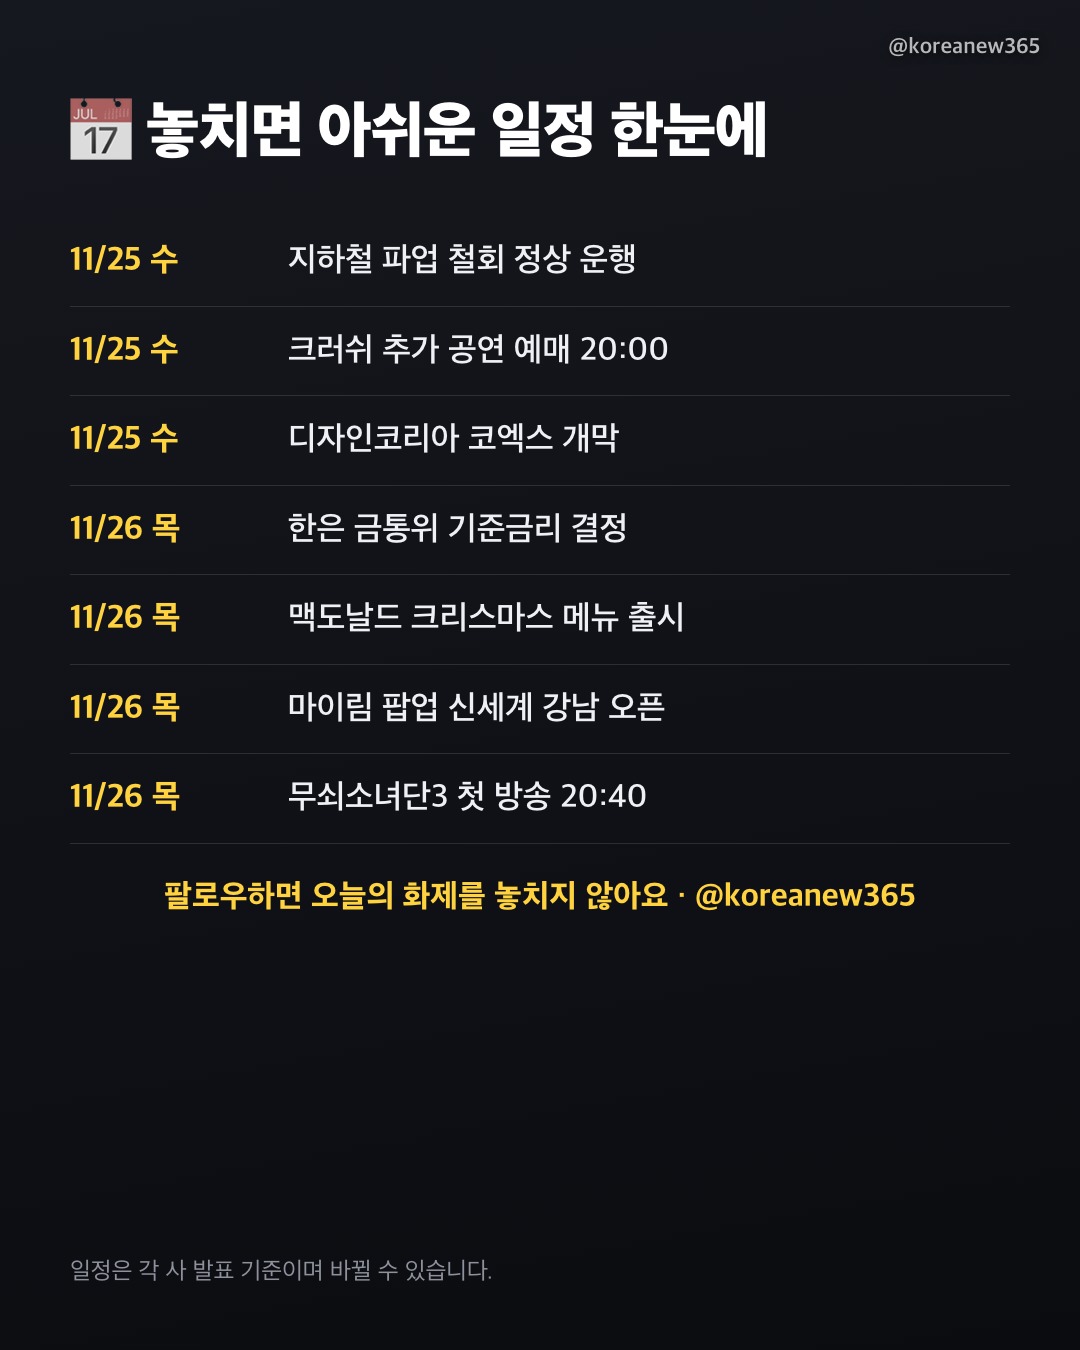 @koreanew365
JUL
17
놓치면 아쉬운 일정 한눈에
11/25 수 지하철 파업 철회 정상 운행
11/25 수 크러쉬 추가 공연 예매 20:00
11/25 수 디자인코리아 코엑스 개막
11/26 목 한은 금통위 기준금리 결정
11/26 목 맥도날드 크리스마스 메뉴 출시
11/26 목 마이림 팝업 신세계 강남 오픈
11/26 목 무쇠소녀단3 첫 방송 20:40
팔로우하면 오늘의 화제를 놓치지 않아요 · @koreanew365
일정은 각 사 발표 기준이며 바뀔 수 있습니다.